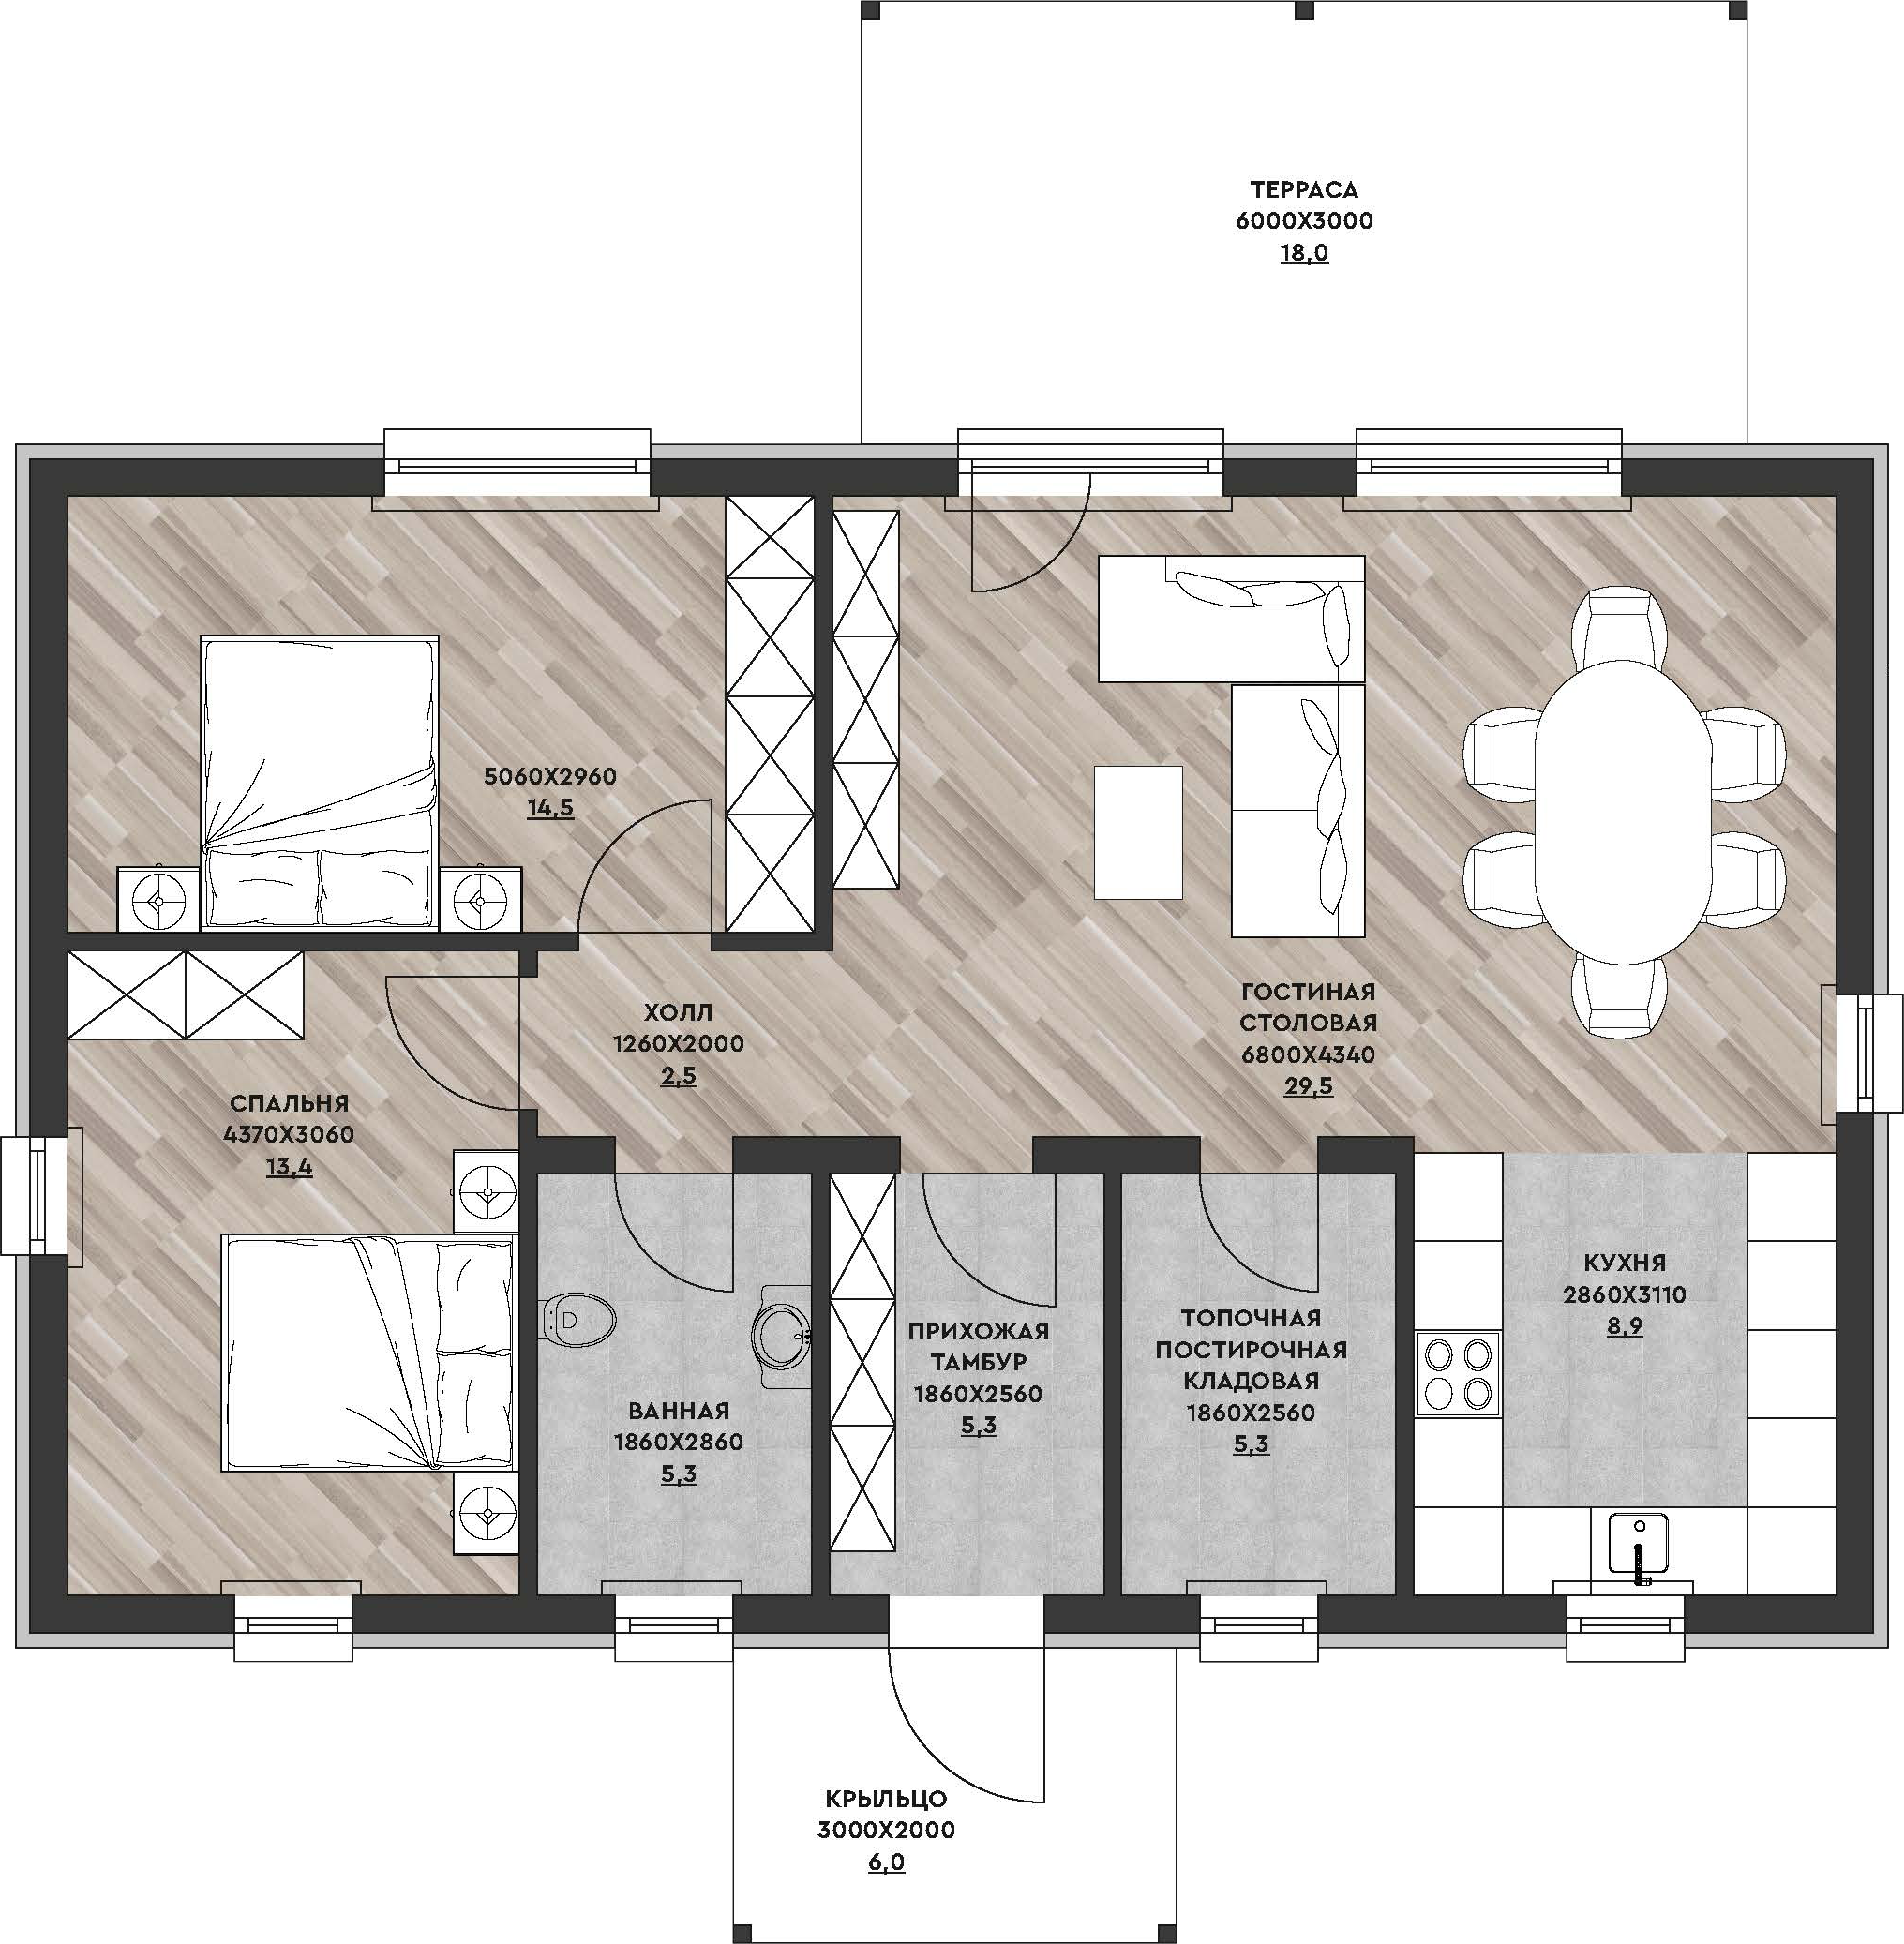 ТЕРРАСА
6000Х3000
18,0
5060Х2960
14,5
ХОЛЛ
1260Х2000
2,5
ГОСТИНАЯ
СТОЛОВАЯ
6800Х4340
29,5
СПАЛЬНЯ
4370Х3060
13,4
КУХНЯ
2860Х3110
8,9
ВАННАЯ
1860Х2860
5,3
ПРИХОЖАЯ
ТАМБУР
1860Х2560
5,3
ТОПОЧНАЯ
ПОСТИРОЧНАЯ
КЛАДОВАЯ
1860Х2560
5,3
КРЫЛЬЦО
3000Х2000
6,0